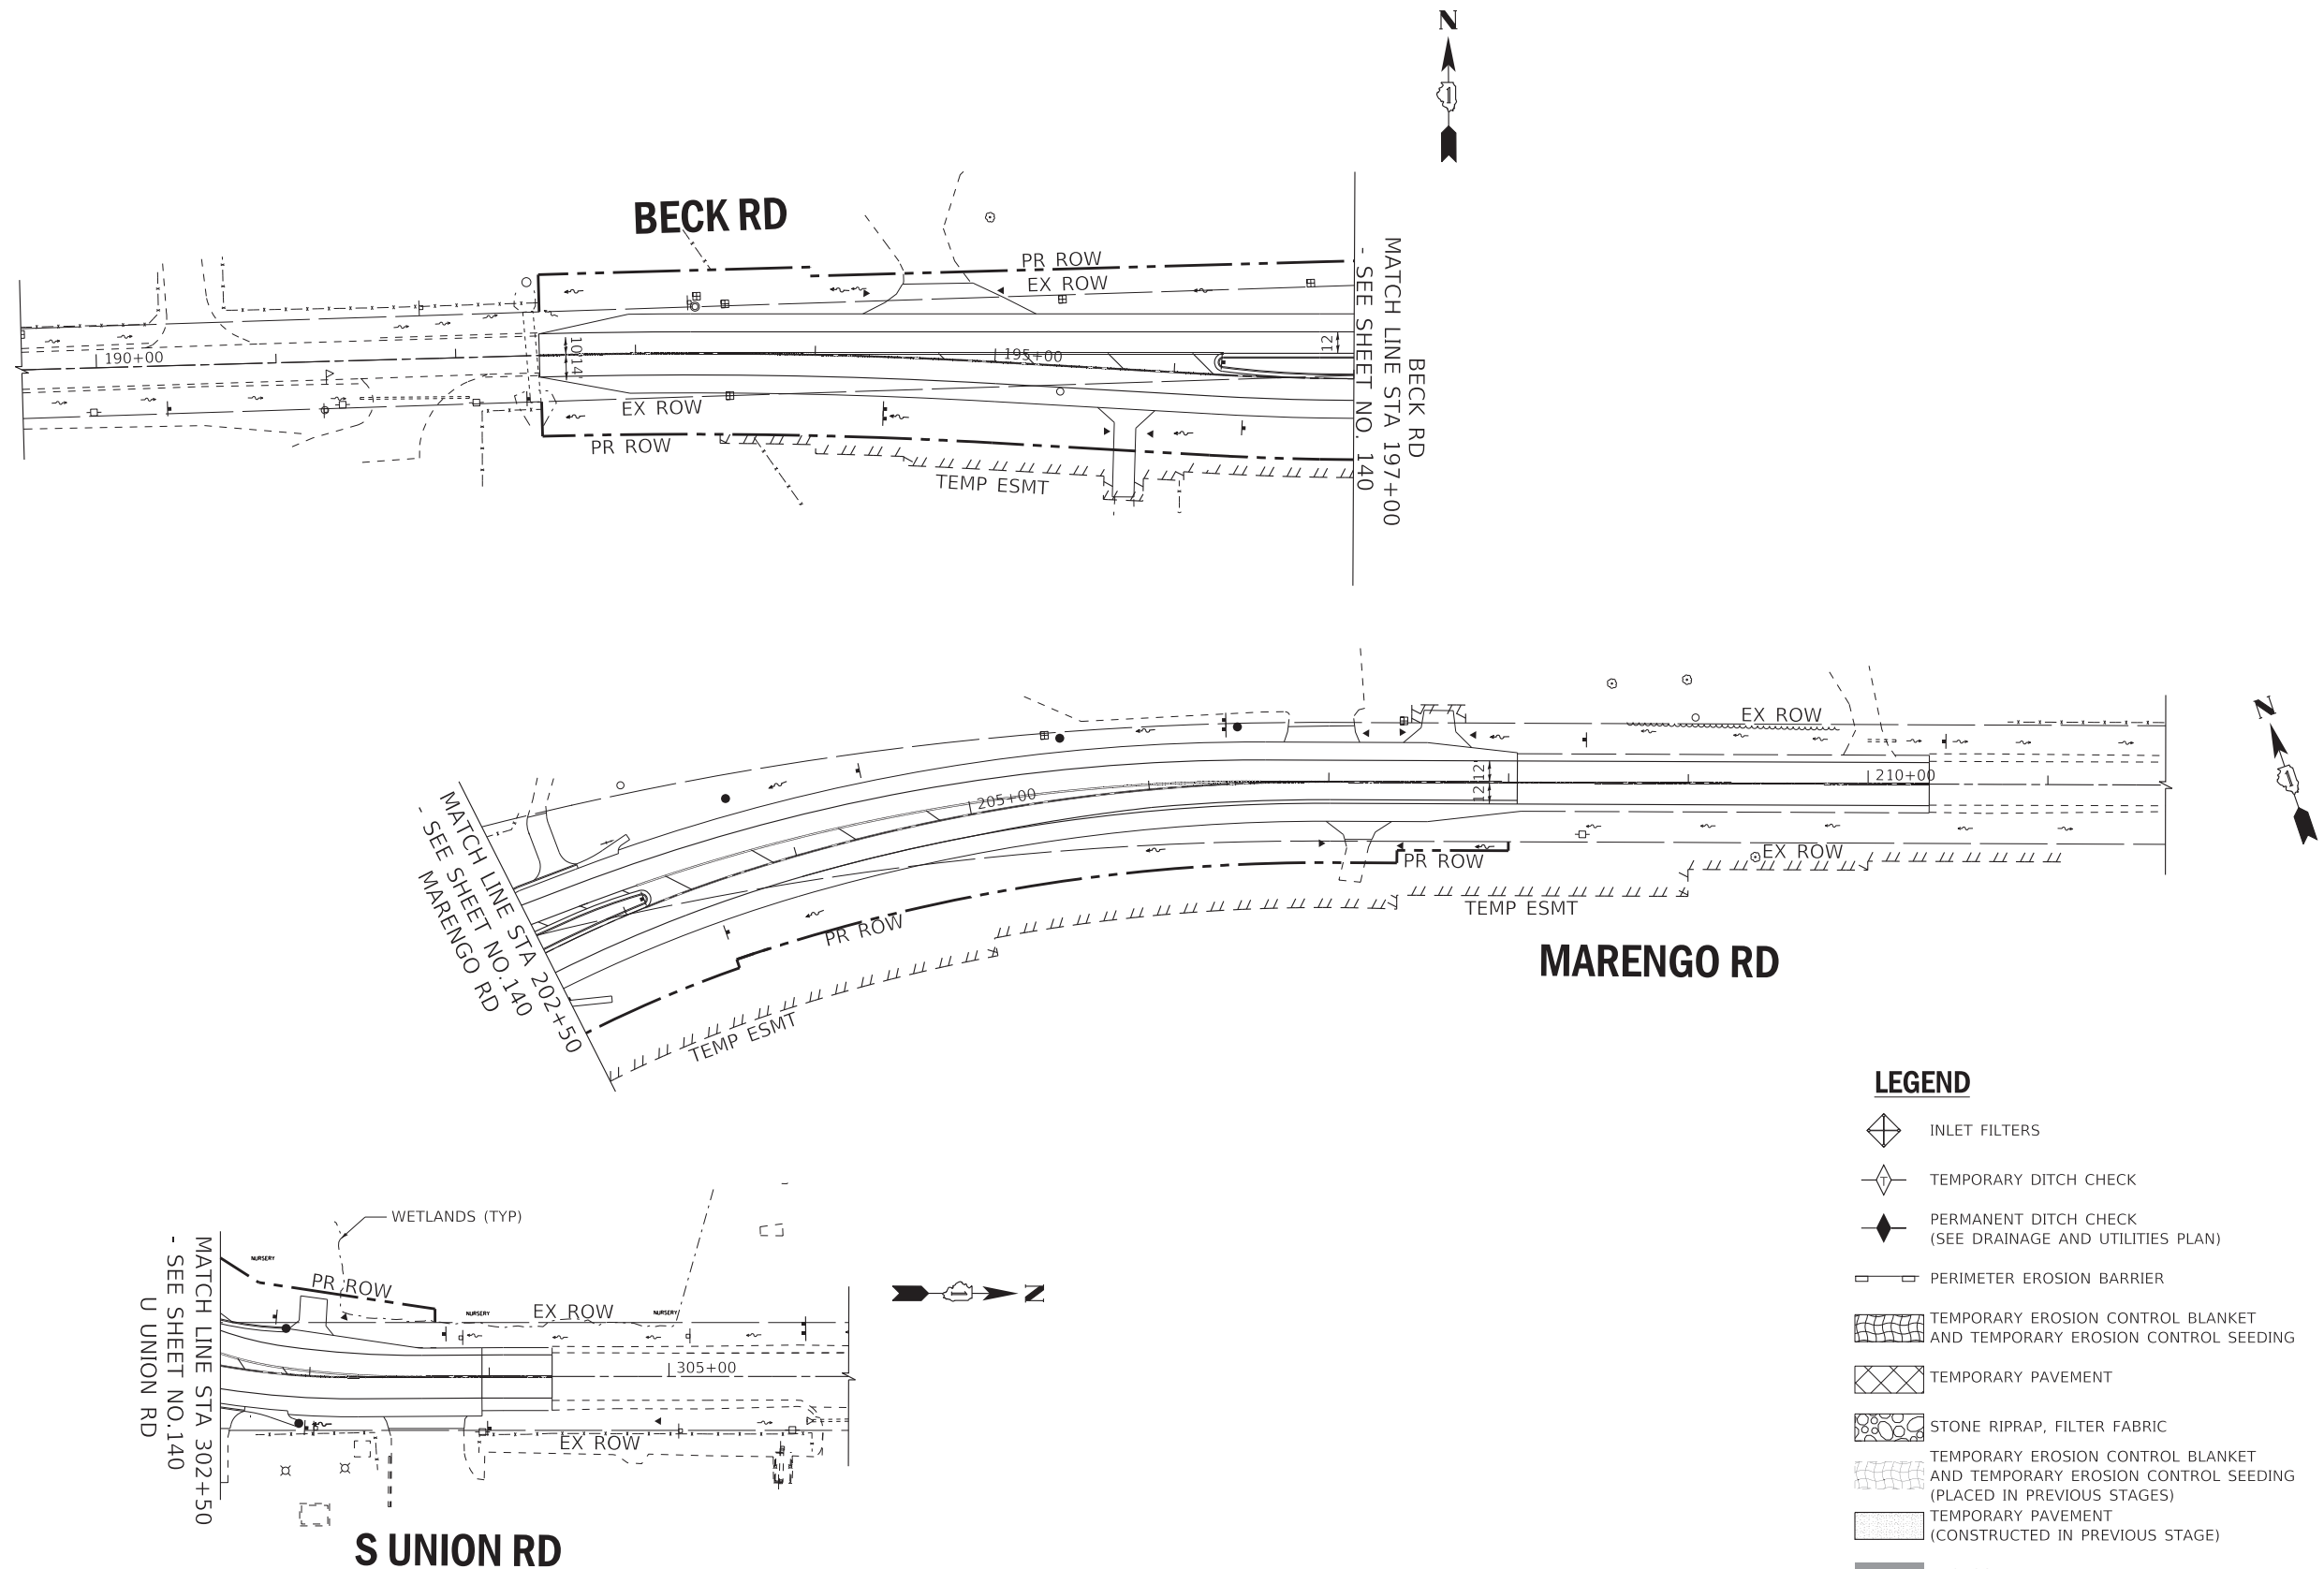 N
1
BECK RD
PR ROW
EX ROW
190+00
10
14'
195+00
12
EX ROW
PR ROW
TEMP ESMT
BECK RD
MATCH LINE STA 197+00
- SEE SHEET NO. 140
N
1
EX ROW
210+00
12'
12'
205+00
EX ROW
PR ROW
TEMP ESMT
PR ROW
TEMP ESMT
MATCH LINE STA 202+50
- SEE SHEET NO.140
MARENGO RD
MARENGO RD
WETLANDS (TYP)
NURSERY
PR ROW
NURSERY
EX ROW
NURSERY
1
N
305+00
EX ROW
MATCH LINE STA 302+50
- SEE SHEET NO.140
U UNION RD
S UNION RD
LEGEND
INLET FILTERS
T
TEMPORARY DITCH CHECK
PERMANENT DITCH CHECK
(SEE DRAINAGE AND UTILITIES PLAN)
PERIMETER EROSION BARRIER
TEMPORARY EROSION CONTROL BLANKET
AND TEMPORARY EROSION CONTROL SEEDING
TEMPORARY PAVEMENT
STONE RIPRAP, FILTER FABRIC
TEMPORARY EROSION CONTROL BLANKET
AND TEMPORARY EROSION CONTROL SEEDING
(PLACED IN PREVIOUS STAGES)
TEMPORARY PAVEMENT
(CONSTRUCTED IN PREVIOUS STAGE)